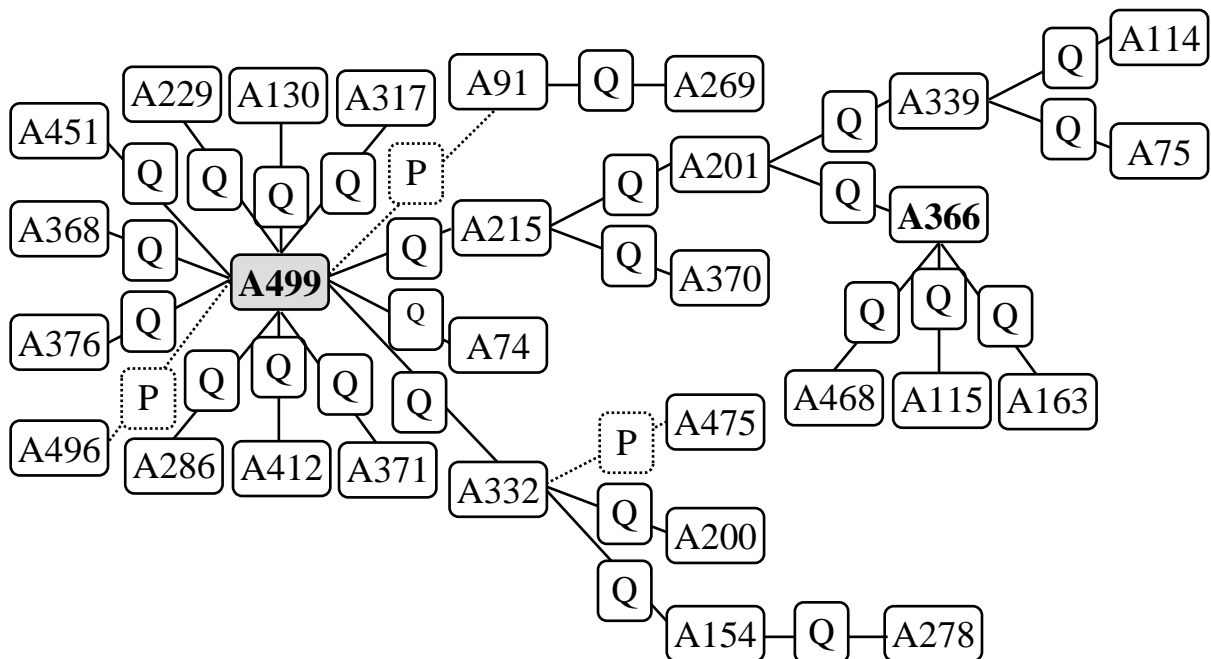 A114
Q
A91 Q A269
A229 A130 A317
A339
A451
Q
Q
A75
Q Q Q Q
P
A201
Q
Q
A368
A215
A366
Q
Q
Q
A499
A370
Q
Q
Q
Q
Q
A376
Q
A74
Q Q Q
P
Q
A468 A115 A163
A475
P
A496
A286 A412 A371
A332
Q
A200
Q
A154 Q A278